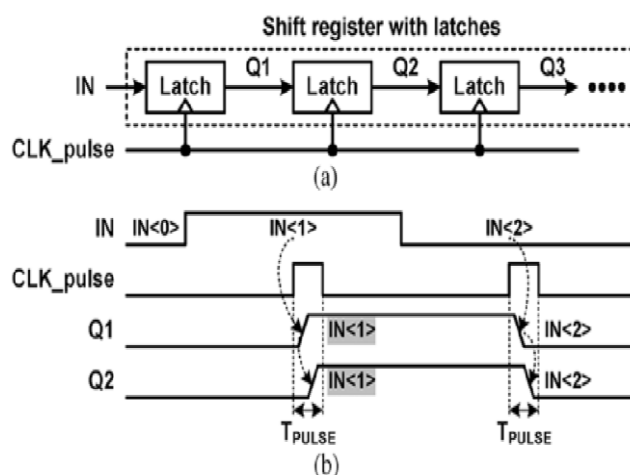 Shift register with latches
Q1 Q2 Q3
IN Latch Latch Latch
CLK_pulse
(a)
IN IN<0> IN<1> IN<2>
CLK_pulse
Q1 IN<1> IN<2>
Q2 IN<1> IN<2>
TPULSE TPULSE
(b)